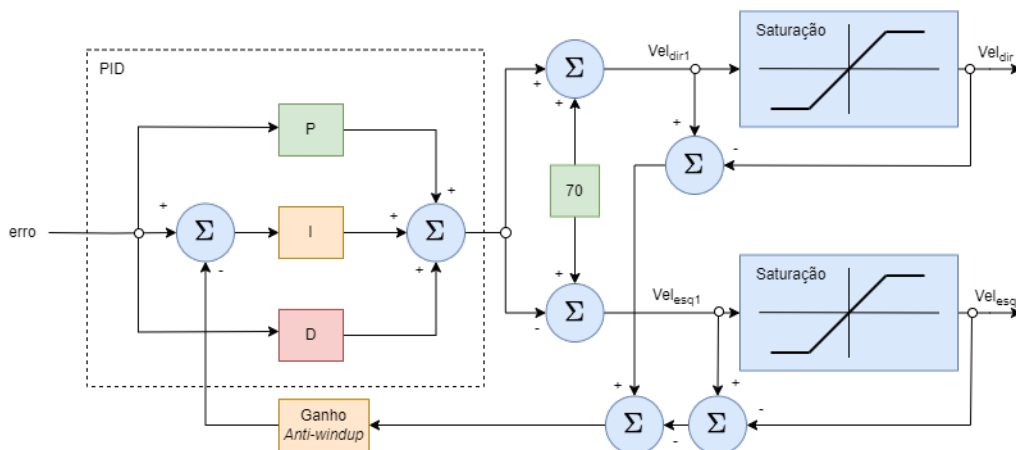 Saturação
Vel_dir1
Vel_dir
PID
Σ
+
+
P
+
-
Σ
+
70
erro
+
Σ
I
+
Σ
+
-
+
Saturação
+
Vel_esq1
Vel_esq
-
Σ
D
+
+
-
Ganho
Anti-windup
Σ
-
Σ